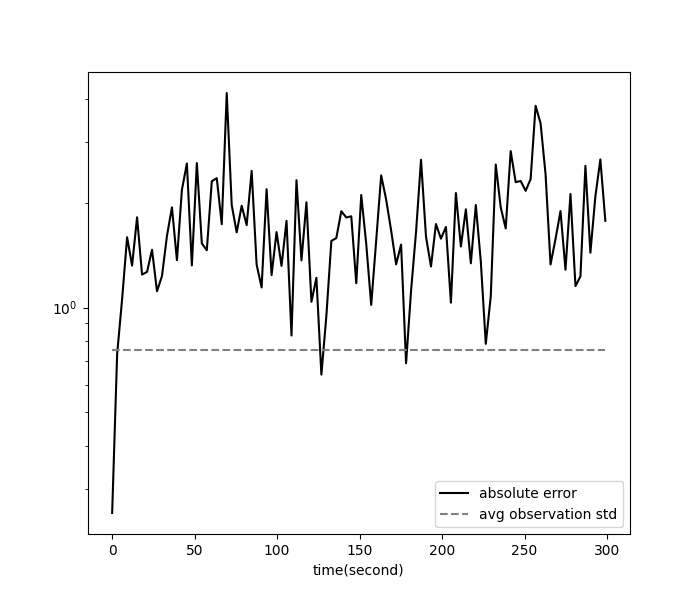 10⁰
absolute error
avg observation std
0 50 100 150 200 250 300
time(second)